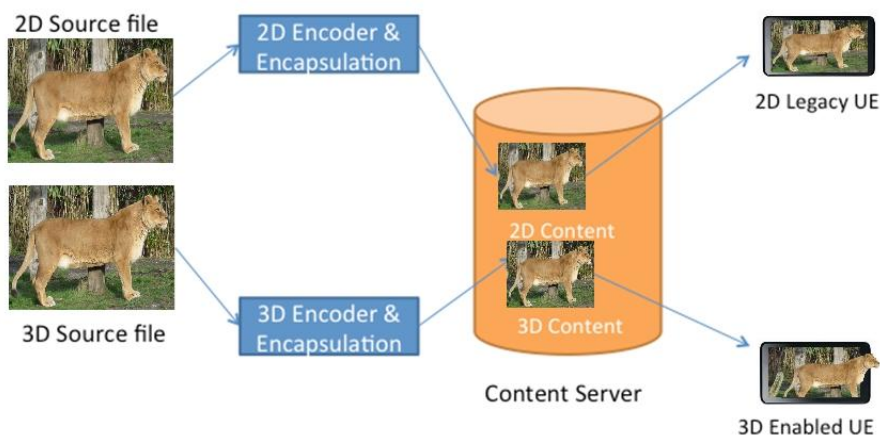 2D Source file
2D Encoder &
Encapsulation
2D Legacy UE
2D Content
3D Content
3D Source file
3D Encoder &
Encapsulation
Content Server
3D Enabled UE